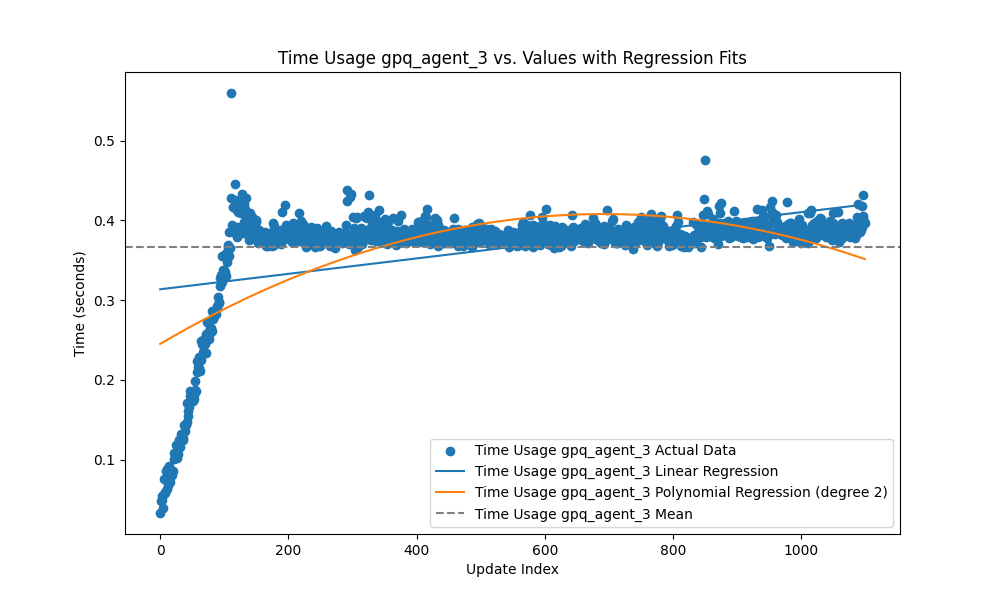 Time Usage gpq_agent_3 vs. Values with Regression Fits
Time (seconds)
0.5
0.4
0.3
0.2
0.1
0
200
400
600
800
1000
Update Index
Time Usage gpq_agent_3 Actual Data
Time Usage gpq_agent_3 Linear Regression
Time Usage gpq_agent_3 Polynomial Regression (degree 2)
Time Usage gpq_agent_3 Mean